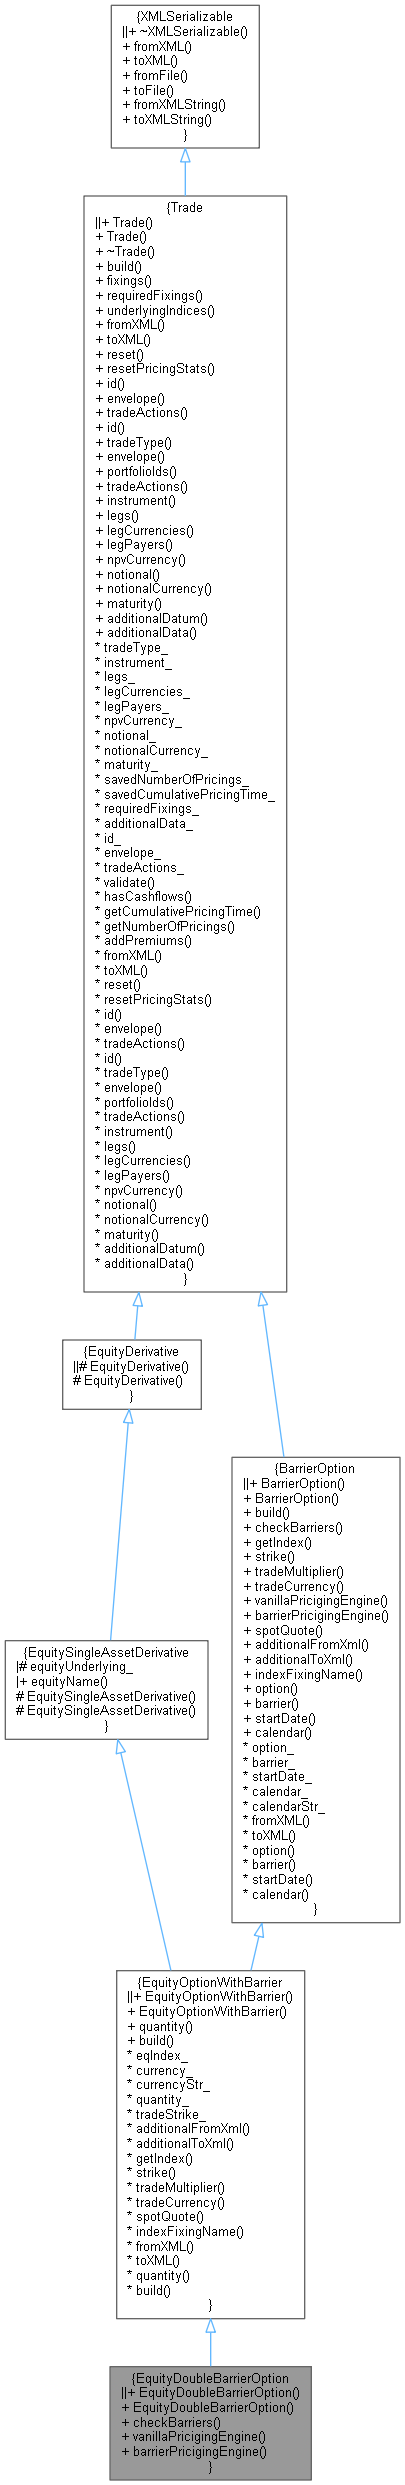 {XMLSerializable
||+ ~XMLSerializable()
+ fromXML()
+ toXML()
+ fromFile()
+ toFile()
+ fromXMLString()
+ toXMLString()
}
{Trade
||+ Trade()
+ Trade()
+ ~Trade()
+ build()
+ fixings()
+ requiredFixings()
+ underlyingIndices()
+ fromXML()
+ toXML()
+ reset()
+ resetPricingStats()
+ id()
+ envelope()
+ tradeActions()
+ id()
+ tradeType()
+ envelope()
+ portfolioIds()
+ tradeActions()
+ instrument()
+ legs()
+ legCurrencies()
+ legPayers()
+ npvCurrency()
+ notional()
+ notionalCurrency()
+ maturity()
+ additionalDatum()
+ additionalData()
* tradeType_
* instrument_
* legs_
* legCurrencies_
* legPayers_
* npvCurrency_
* notional_
* notionalCurrency_
* maturity_
* savedNumberOfPricings_
* savedCumulativePricingTime_
* requiredFixings_
* additionalData_
* id_
* envelope_
* tradeActions_
* validate()
* hasCashflows()
* getCumulativePricingTime()
* getNumberOfPricings()
* addPremiums()
* fromXML()
* toXML()
* reset()
* resetPricingStats()
* id()
* envelope()
* tradeActions()
* id()
* tradeType()
* envelope()
* portfolioIds()
* tradeActions()
* instrument()
* legs()
* legCurrencies()
* legPayers()
* npvCurrency()
* notional()
* notionalCurrency()
* maturity()
* additionalDatum()
* additionalData()
}
{EquityDerivative
||# EquityDerivative()
# EquityDerivative()
}
{BarrierOption
||+ BarrierOption()
+ BarrierOption()
+ build()
+ checkBarriers()
+ getIndex()
+ strike()
+ tradeMultiplier()
+ tradeCurrency()
+ vanillaPricigingEngine()
+ barrierPricigingEngine()
+ spotQuote()
+ additionalFromXml()
+ additionalToXml()
+ indexFixingName()
+ option()
+ barrier()
+ startDate()
+ calendar()
* option_
* barrier_
* startDate_
* calendar_
* calendarStr_
* fromXML()
* toXML()
* option()
* barrier()
* startDate()
* calendar()
}
{EquitySingleAssetDerivative
|# equityUnderlying_
|+ equityName()
# EquitySingleAssetDerivative()
# EquitySingleAssetDerivative()
}
{EquityOptionWithBarrier
||+ EquityOptionWithBarrier()
+ EquityOptionWithBarrier()
+ quantity()
+ build()
* eqIndex_
* currency_
* currencyStr_
* quantity_
* tradeStrike_
* additionalFromXml()
* additionalToXml()
* getIndex()
* strike()
* tradeMultiplier()
* tradeCurrency()
* spotQuote()
* indexFixingName()
* fromXML()
* toXML()
* quantity()
* build()
}
{EquityDoubleBarrierOption
||+ EquityDoubleBarrierOption()
+ EquityDoubleBarrierOption()
+ checkBarriers()
+ vanillaPricigingEngine()
+ barrierPricigingEngine()
}